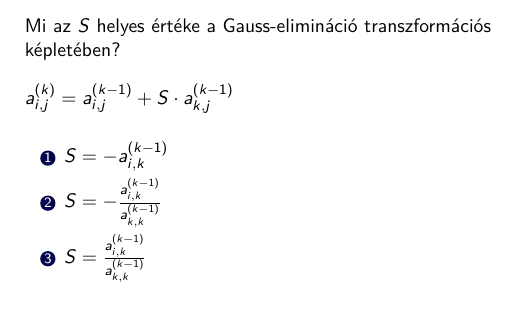 Mi az S helyes értéke a Gauss-elimináció transzformációs
képletében?
a_{i,j}^{(k)} = a_{i,j}^{(k−1)} + S · a_{k,j}^{(k−1)}
1 S = −a_{i,k}^{(k−1)}
2 S = −\frac{a_{i,k}^{(k−1)}}{a_{k,k}^{(k−1)}}
3 S = \frac{a_{i,k}^{(k−1)}}{a_{k,k}^{(k−1)}}